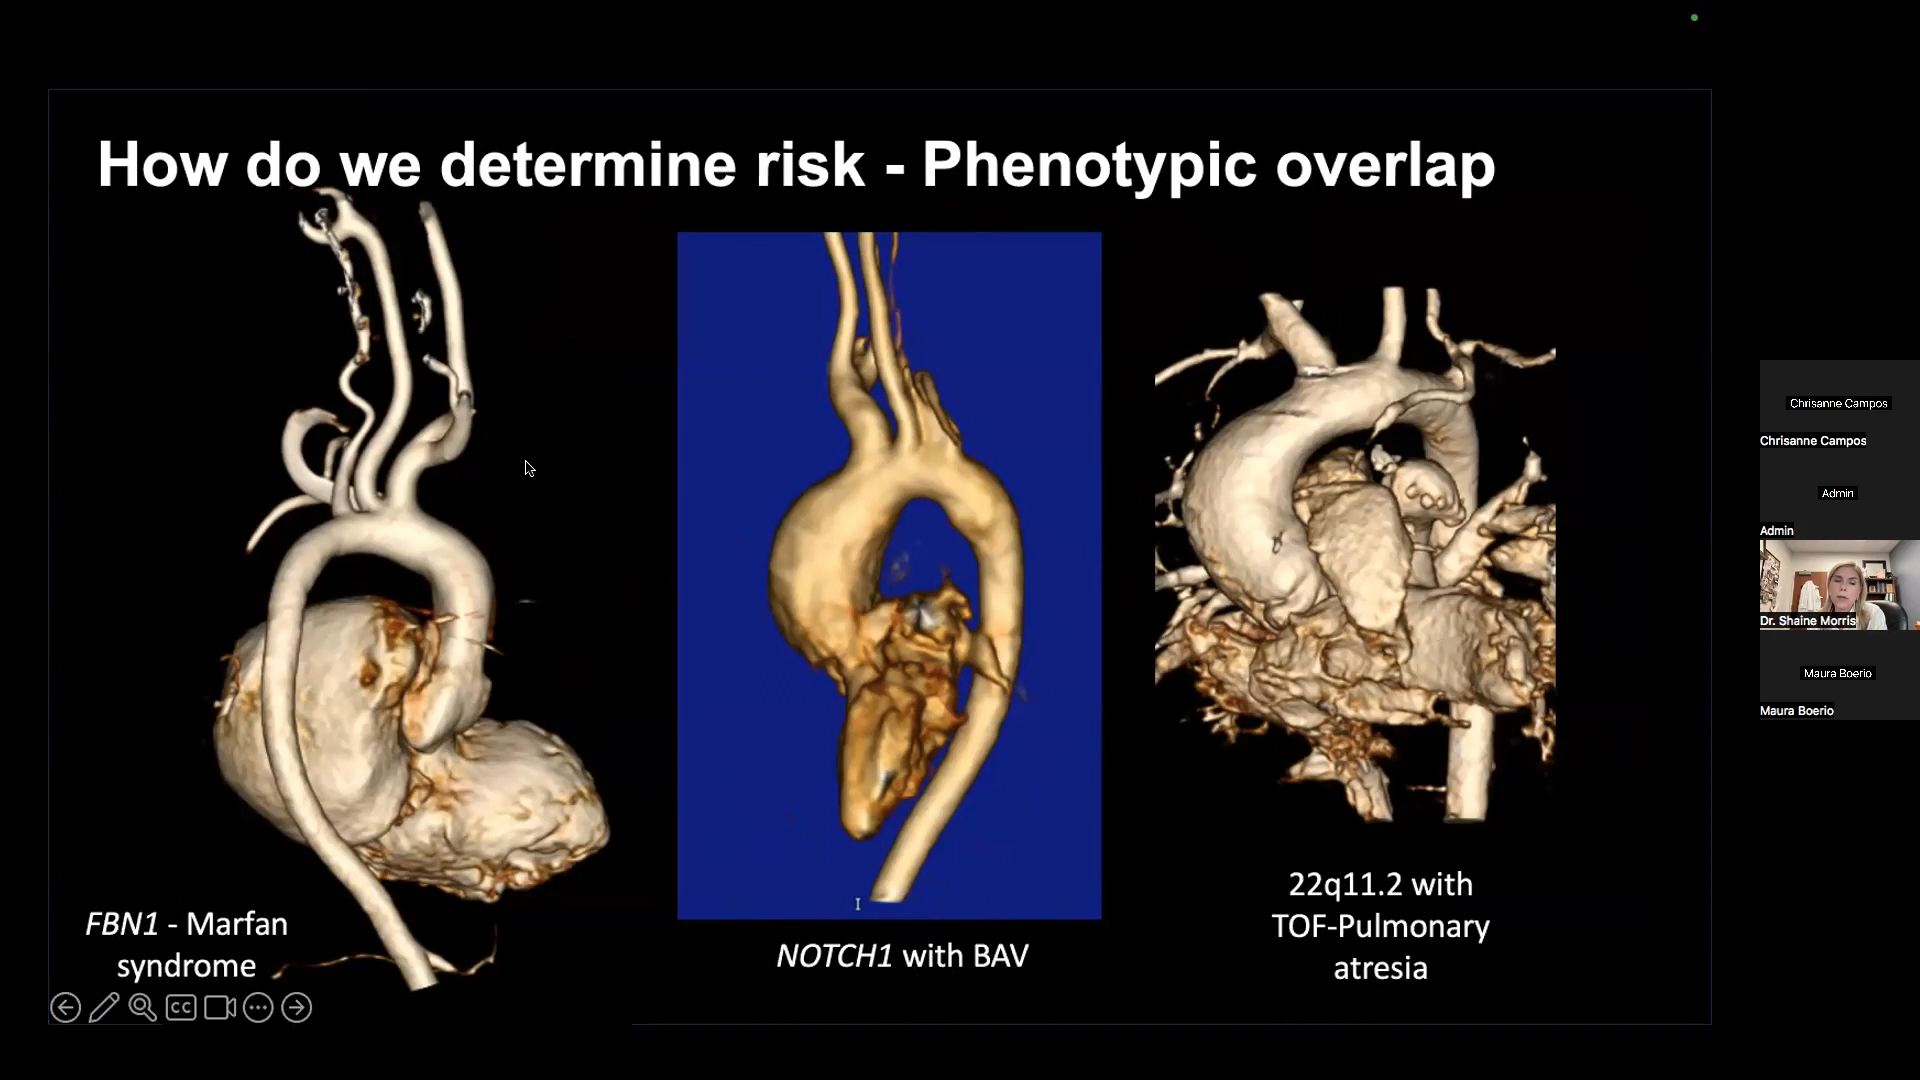 How do we determine risk - Phenotypic overlap
FBN1 - Marfan
syndrome
NOTCH1 with BAV
22q11.2 with
TOF-Pulmonary
atresia
CC
Chrisanne Campos
Chrisanne Campos
Admin
Admin
Dr. Shaine Morris
Maura Boerio
Maura Boerio